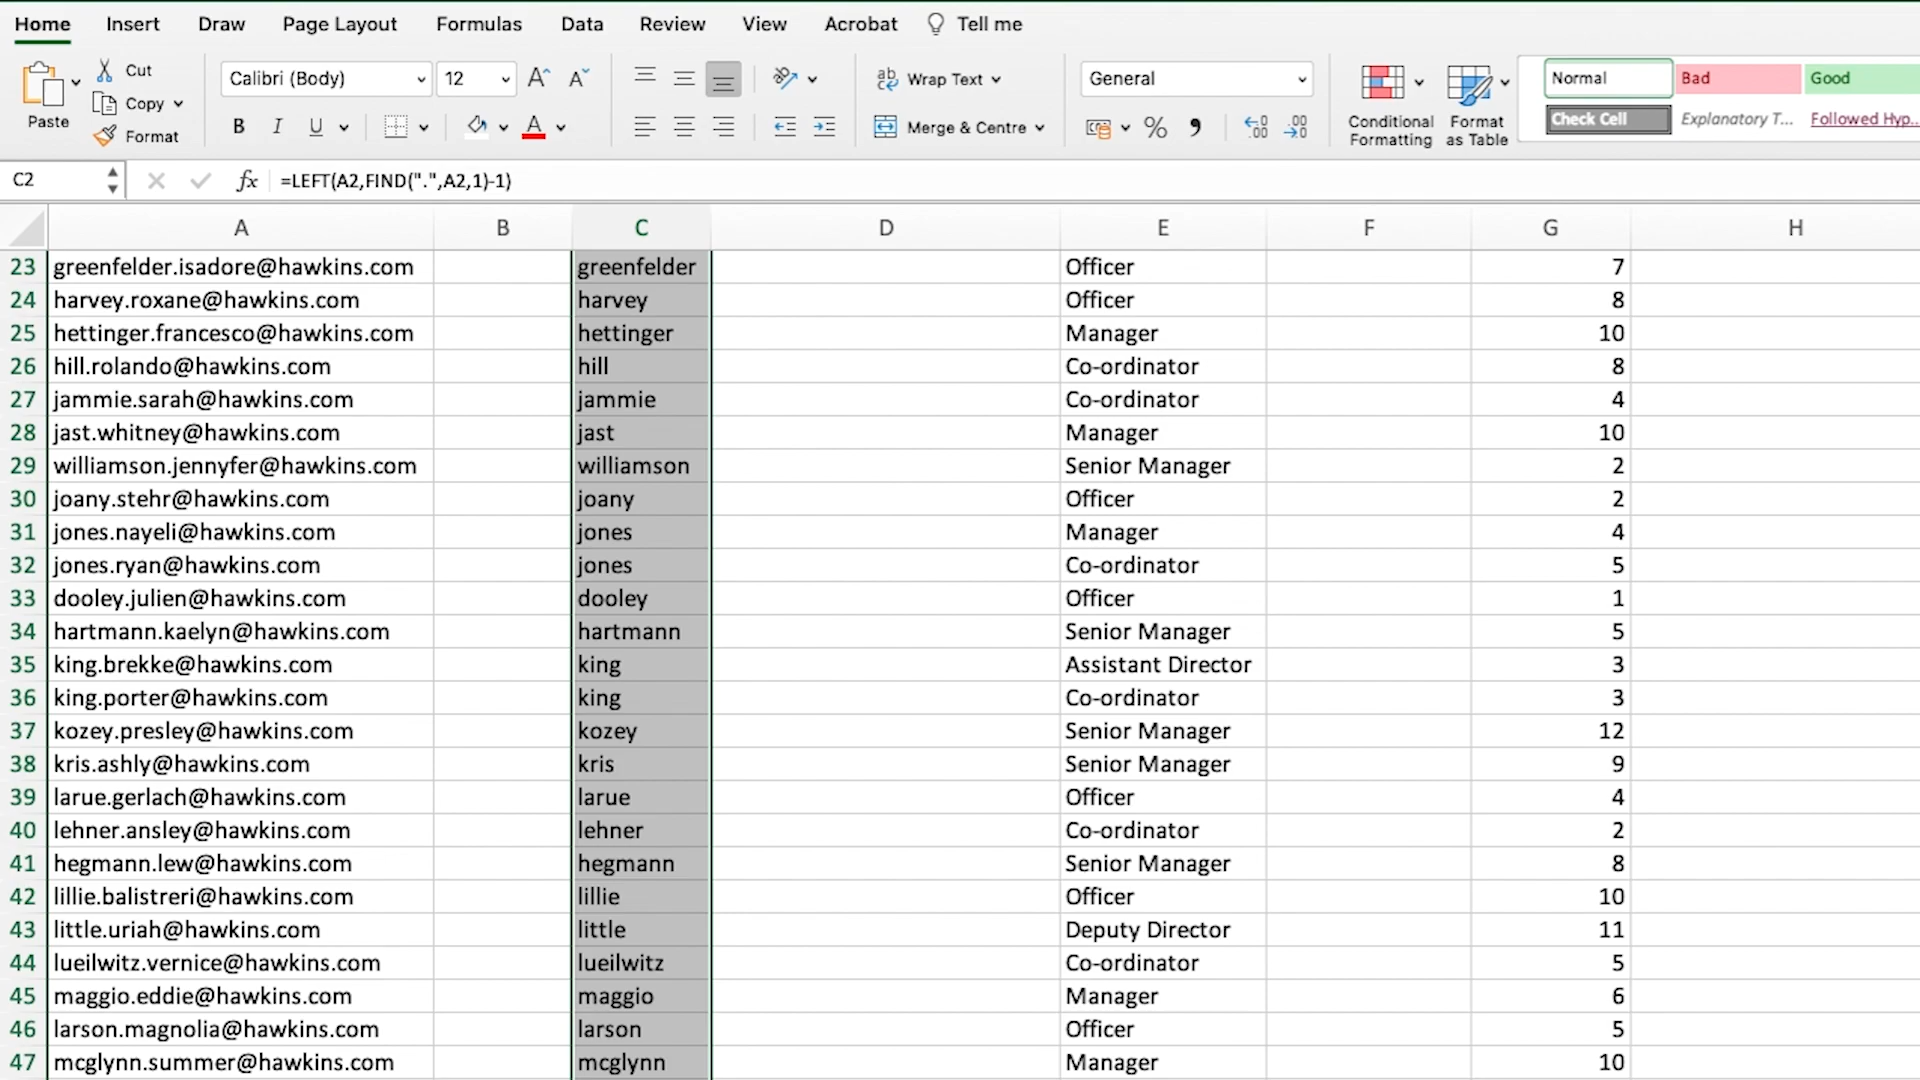 Home Insert Draw Page Layout Formulas Data Review View Acrobat Tell me
Cut
Copy
Format
Paste
Calibri (Body) 12 A A
B I U A
ab Wrap Text
Merge & Centre
General
% .00 .00
Conditional Formatting
Format as Table
Normal Bad Good
Check Cell Explanatory T... Followed Hyp...
C2 fx =LEFT(A2,FIND(".",A2,1)-1)
A B C D E F G H
23 greenfelder.isadore@hawkins.com greenfelder Officer 7
24 harvey.roxane@hawkins.com harvey Officer 8
25 hettinger.francesco@hawkins.com hettinger Manager 10
26 hill.rolando@hawkins.com hill Co-ordinator 8
27 jammie.sarah@hawkins.com jammie Co-ordinator 4
28 jast.whitney@hawkins.com jast Manager 10
29 williamson.jennyfer@hawkins.com williamson Senior Manager 2
30 joany.stehr@hawkins.com joany Officer 2
31 jones.nayeli@hawkins.com jones Manager 4
32 jones.ryan@hawkins.com jones Co-ordinator 5
33 dooley.julien@hawkins.com dooley Officer 1
34 hartmann.kaelyn@hawkins.com hartmann Senior Manager 5
35 king.brekke@hawkins.com king Assistant Director 3
36 king.porter@hawkins.com king Co-ordinator 3
37 kozey.presley@hawkins.com kozey Senior Manager 12
38 kris.ashly@hawkins.com kris Senior Manager 9
39 larue.gerlach@hawkins.com larue Officer 4
40 lehner.ansley@hawkins.com lehner Co-ordinator 2
41 hegmann.lew@hawkins.com hegmann Senior Manager 8
42 lillie.balistreri@hawkins.com lillie Officer 10
43 little.uriah@hawkins.com little Deputy Director 11
44 lueilwitz.vernice@hawkins.com lueilwitz Co-ordinator 5
45 maggio.eddie@hawkins.com maggio Manager 6
46 larson.magnolia@hawkins.com larson Officer 5
47 mcglynn.summer@hawkins.com mcglynn Manager 10